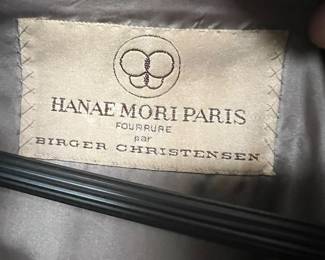 HANAE MORI PARIS
FOURRURE
par
BIRGER CHRISTENSEN